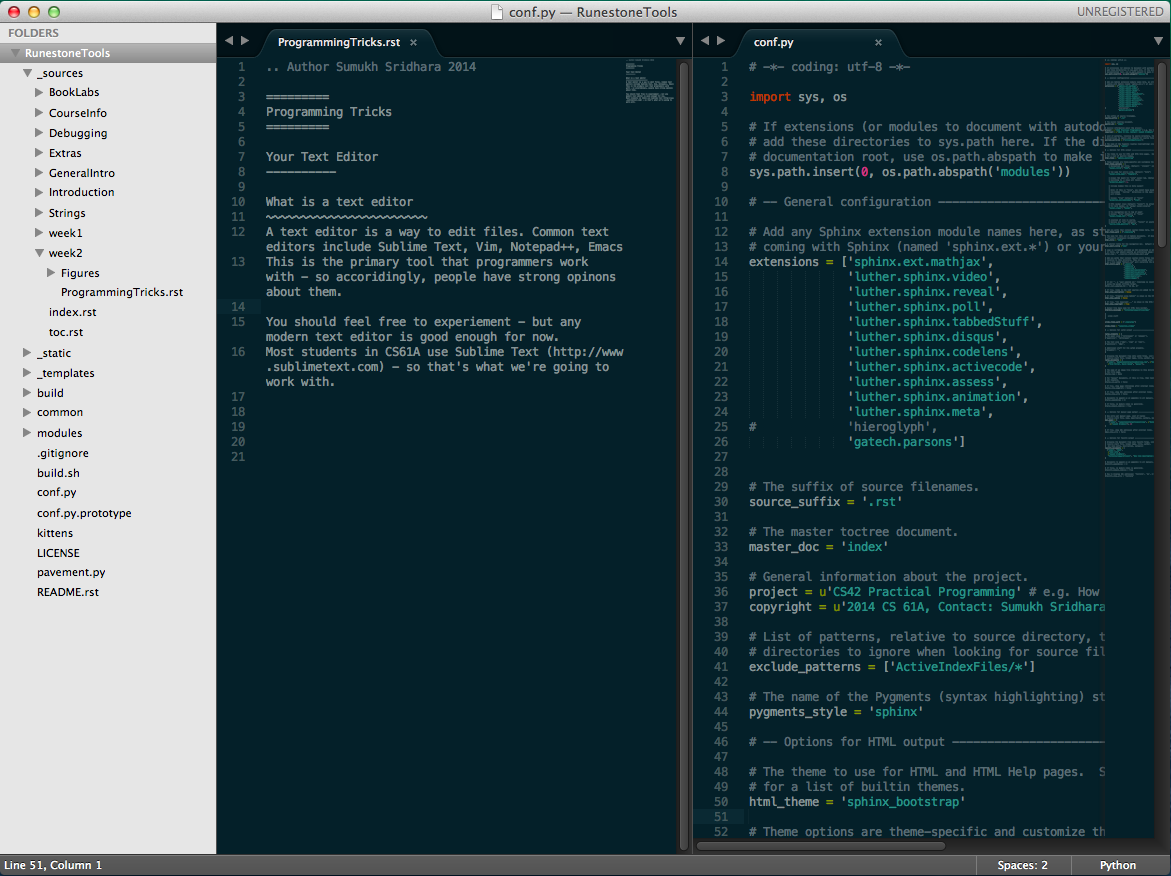 conf.py — RunestoneTools
UNREGISTERED
FOLDERS
RunestoneTools
_sources
BookLabs
CourseInfo
Debugging
Extras
GeneralIntro
Introduction
Strings
week1
week2
Figures
ProgrammingTricks.rst
index.rst
toc.rst
_static
_templates
build
common
modules
.gitignore
build.sh
conf.py
conf.py.prototype
kittens
LICENSE
pavement.py
README.rst
ProgrammingTricks.rst ×
1 .. Author Sumukh Sridhara 2014
2
3 =========
4 Programming Tricks
5 =========
6
7 Your Text Editor
8 ----------
9
10 What is a text editor
11 ~~~~~~~~~~~~~~~~~~~~~~~
12 A text editor is a way to edit files. Common text
editors include Sublime Text, Vim, Notepad++, Emacs
13 This is the primary tool that programmers work
with - so accoridingly, people have strong opinons
about them.
14
15 You should feel free to experiement - but any
modern text editor is good enough for now.
16 Most students in CS61A use Sublime Text (http://www
.sublimetext.com) - so that's what we're going to
work with.
17
18
19
20
21
conf.py ×
1 # -*- coding: utf-8 -*-
2
3 import sys, os
4
5 # If extensions (or modules to document with autodo
6 # add these directories to sys.path here. If the di
7 # documentation root, use os.path.abspath to make i
8 sys.path.insert(0, os.path.abspath('modules'))
9
10 # -- General configuration ------------------------
11
12 # Add any Sphinx extension module names here, as st
13 # coming with Sphinx (named 'sphinx.ext.*') or your
14 extensions = ['sphinx.ext.mathjax',
15 'luther.sphinx.video',
16 'luther.sphinx.reveal',
17 'luther.sphinx.poll',
18 'luther.sphinx.tabbedStuff',
19 'luther.sphinx.disqus',
20 'luther.sphinx.codelens',
21 'luther.sphinx.activecode',
22 'luther.sphinx.assess',
23 'luther.sphinx.animation',
24 'luther.sphinx.meta',
25 # 'hieroglyph',
26 'gatech.parsons']
27
28
29 # The suffix of source filenames.
30 source_suffix = '.rst'
31
32 # The master toctree document.
33 master_doc = 'index'
34
35 # General information about the project.
36 project = u'CS42 Practical Programming' # e.g. How
37 copyright = u'2014 CS 61A, Contact: Sumukh Sridhara
38
39 # List of patterns, relative to source directory, t
40 # directories to ignore when looking for source fil
41 exclude_patterns = ['ActiveIndexFiles/*']
42
43 # The name of the Pygments (syntax highlighting) st
44 pygments_style = 'sphinx'
45
46 # -- Options for HTML output ----------------------
47
48 # The theme to use for HTML and HTML Help pages. S
49 # for a list of builtin themes.
50 html_theme = 'sphinx_bootstrap'
51
52 # Theme options are theme-specific and customize th
Line 51, Column 1
Spaces: 2
Python